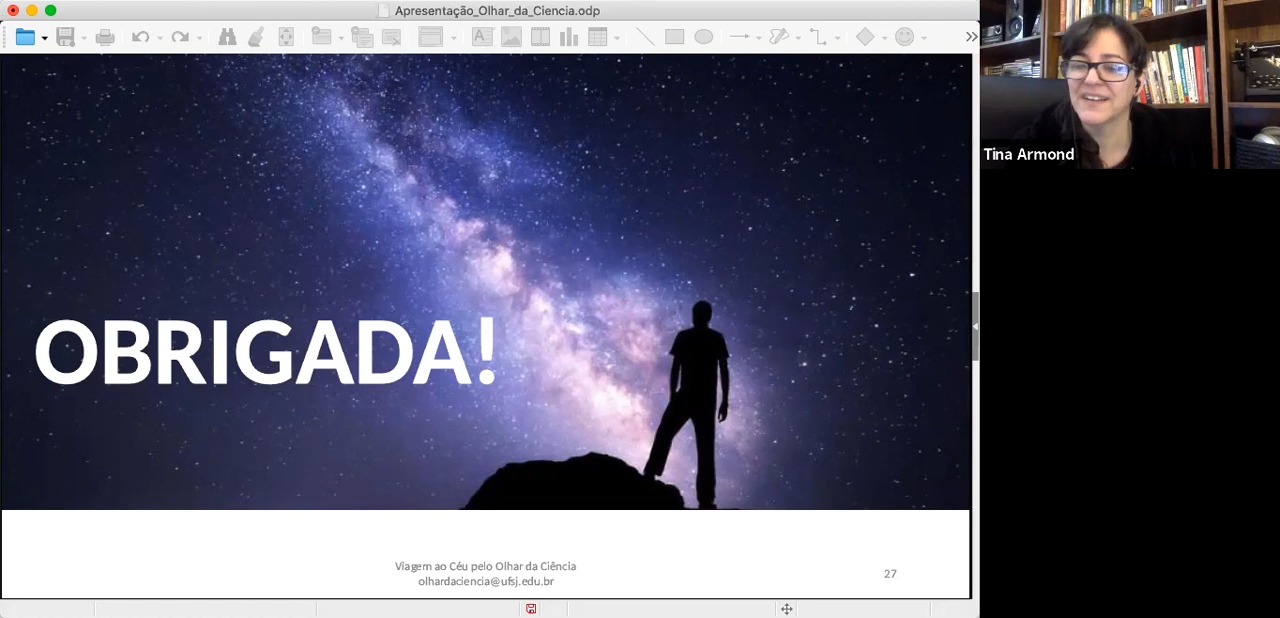 Apresentação_Olhar_da_Ciencia.odp
Tina Armond
OBRIGADA!
Viagem ao Céu pelo Olhar da Ciência
olhardaciencia@ufsj.edu.br
27